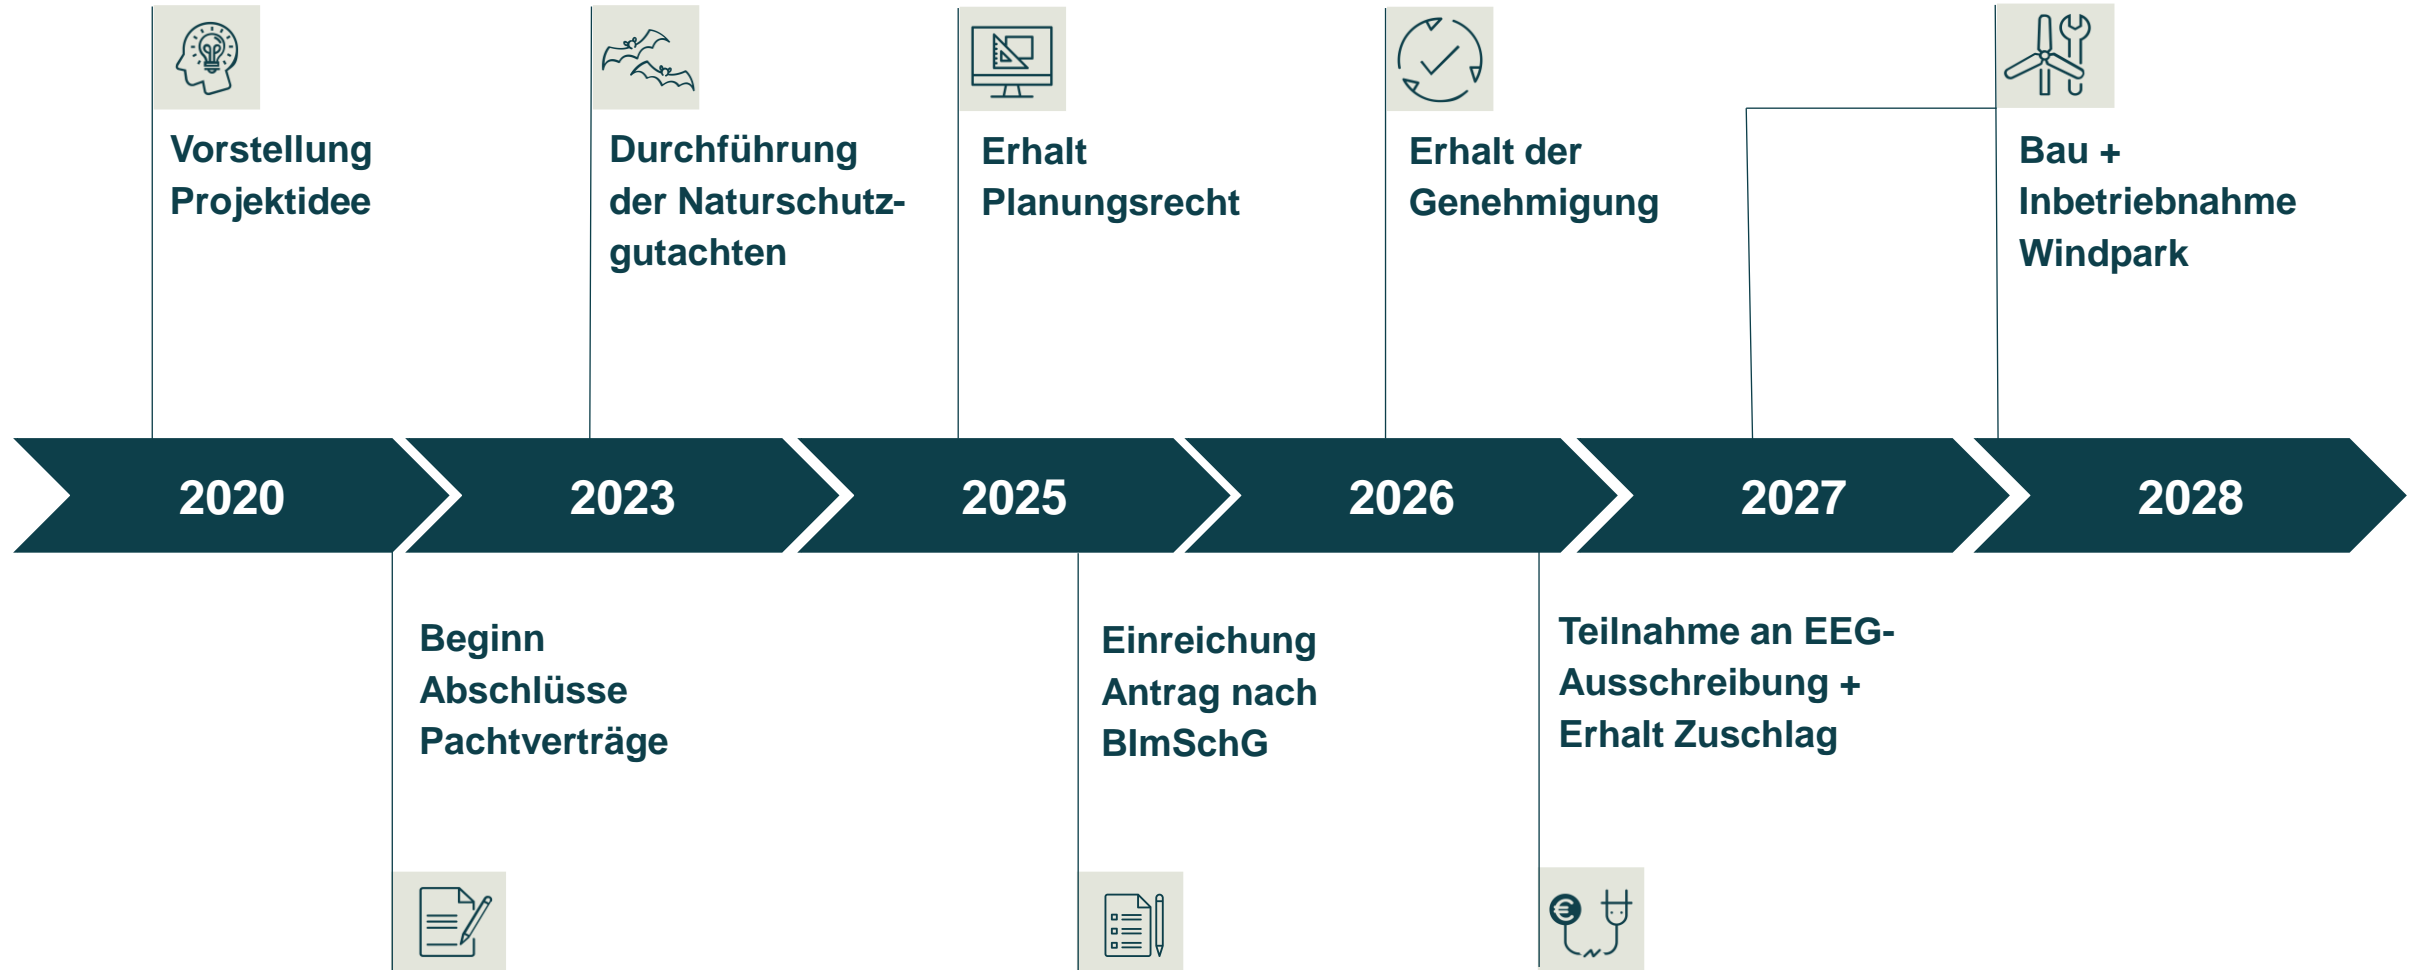 Vorstellung
Projektidee
Durchführung
der Naturschutz-
gutachten
Erhalt
Planungsrecht
Erhalt der
Genehmigung
Bau +
Inbetriebnahme
Windpark
2020
2023
2025
2026
2027
2028
Beginn
Abschlüsse
Pachtverträge
Einreichung
Antrag nach
BImSchG
Teilnahme an EEG-
Ausschreibung +
Erhalt Zuschlag
€